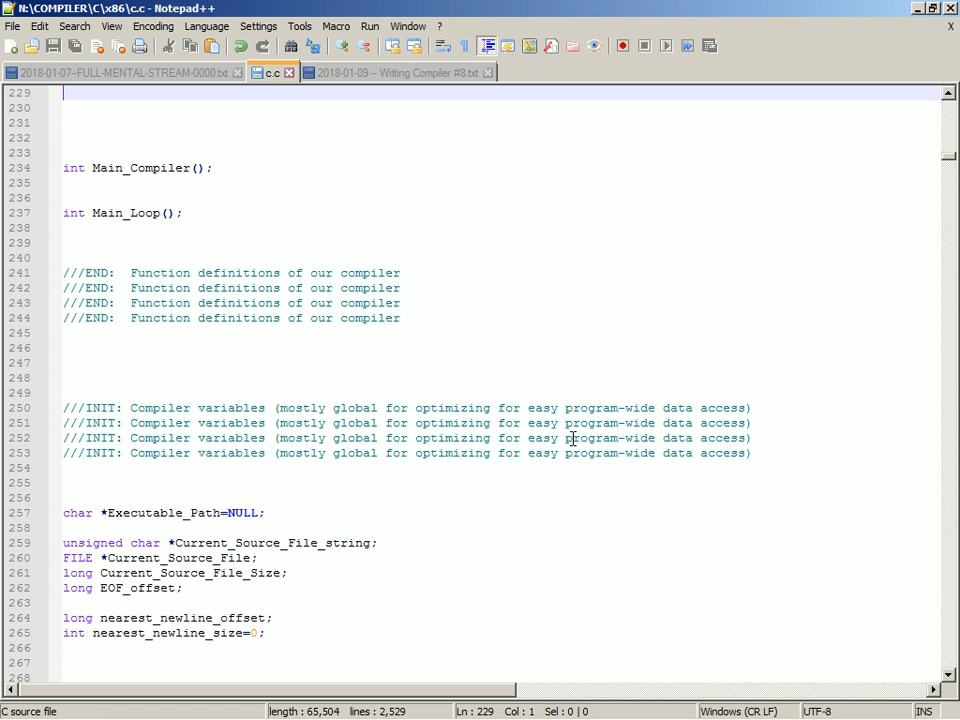 N:\COMPILER\C\x86\c.c - Notepad++
File Edit Search View Encoding Language Settings Tools Macro Run Window ? X
2018-01-07–FULL-MENTAL-STREAM-0000.txt c.c 2018-01-09 – Writing Compiler #8.txt
229
230
231
232
233
234 int Main_Compiler();
235
236
237 int Main_Loop();
238
239
240
241 ///END: Function definitions of our compiler
242 ///END: Function definitions of our compiler
243 ///END: Function definitions of our compiler
244 ///END: Function definitions of our compiler
245
246
247
248
249
250 ///INIT: Compiler variables (mostly global for optimizing for easy program-wide data access)
251 ///INIT: Compiler variables (mostly global for optimizing for easy program-wide data access)
252 ///INIT: Compiler variables (mostly global for optimizing for easy program-wide data access)
253 ///INIT: Compiler variables (mostly global for optimizing for easy program-wide data access)
254
255
256
257 char *Executable_Path=NULL;
258
259 unsigned char *Current_Source_File_string;
260 FILE *Current_Source_File;
261 long Current_Source_File_Size;
262 long EOF_offset;
263
264 long nearest_newline_offset;
265 int nearest_newline_size=0;
266
267
268
C source file length : 65,504 lines : 2,529 Ln : 229 Col : 1 Sel : 0 | 0 Windows (CR LF) UTF-8 INS